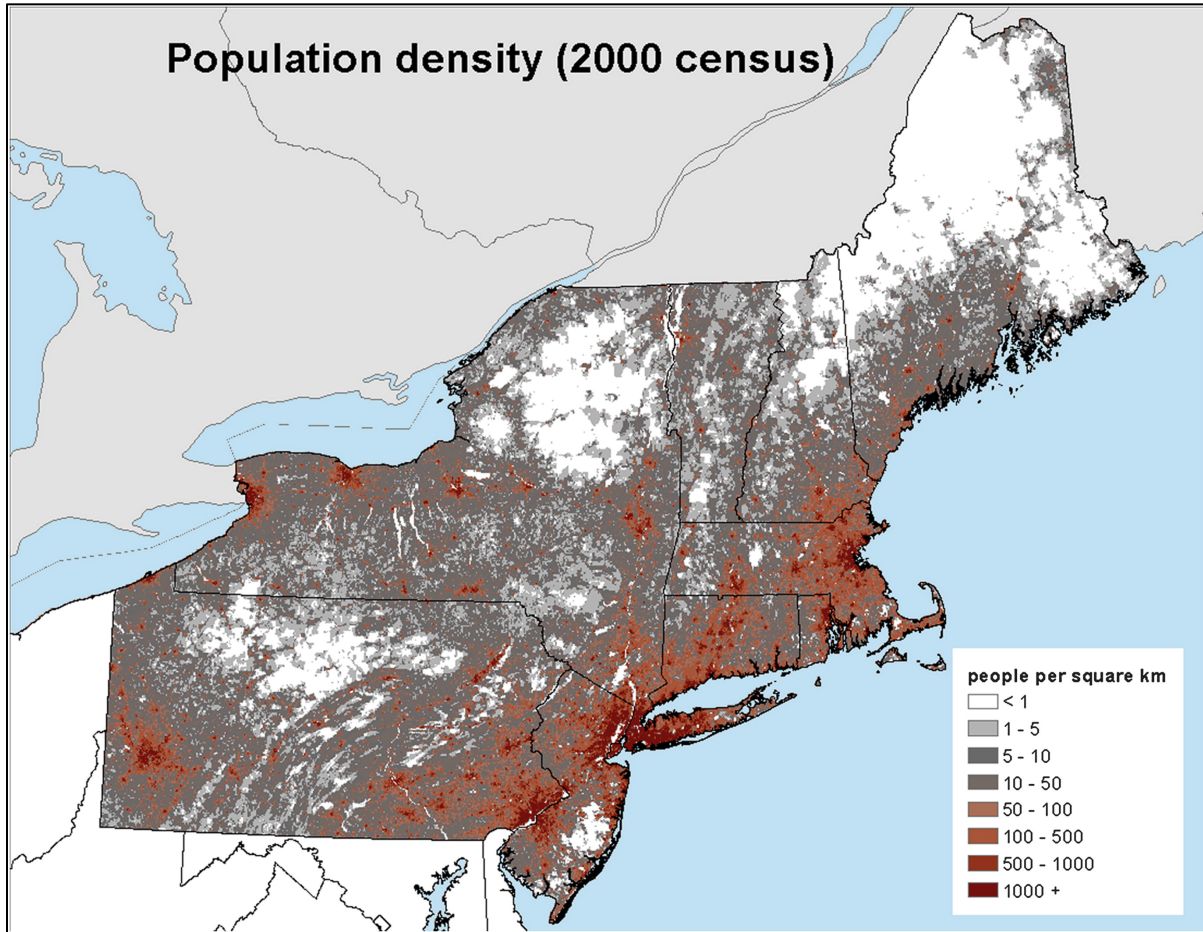 Population density (2000 census)
people per square km
< 1
1 - 5
5 - 10
10 - 50
50 - 100
100 - 500
500 - 1000
1000 +